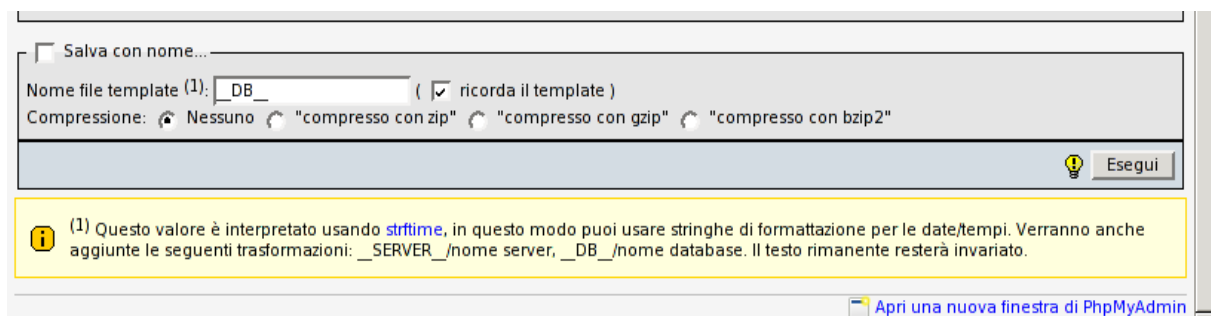 Salva con nome...
Nome file template (1): __DB__ ( ricorda il template )
Compressione: Nessuno "compresso con zip" "compresso con gzip" "compresso con bzip2"
Esegui
(1) Questo valore è interpretato usando strftime, in questo modo puoi usare stringhe di formattazione per le date/tempi. Verranno anche
aggiunte le seguenti trasformazioni: __SERVER__/nome server, __DB__/nome database. Il testo rimanente resterà invariato.
Apri una nuova finestra di PhpMyAdmin